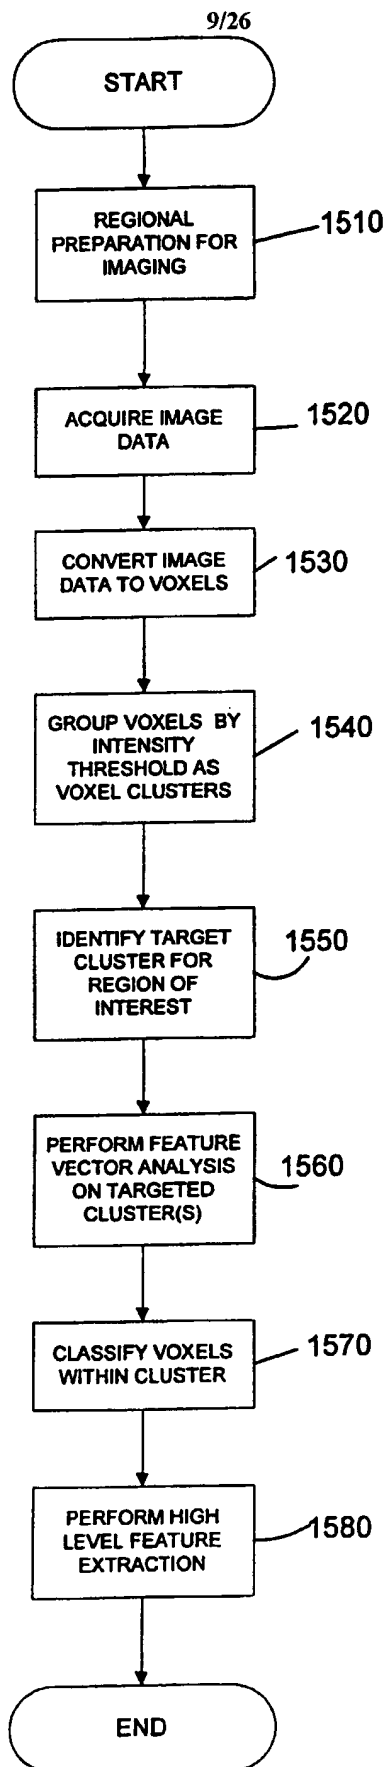 9/26
START
REGIONAL
PREPARATION FOR
IMAGING
1510
ACQUIRE IMAGE
DATA
1520
CONVERT IMAGE
DATA TO VOXELS
1530
GROUP VOXELS BY
INTENSITY
THRESHOLD AS
VOXEL CLUSTERS
1540
IDENTIFY TARGET
CLUSTER FOR
REGION OF
INTEREST
1550
PERFORM FEATURE
VECTOR ANALYSIS
ON TARGETED
CLUSTER(S)
1560
CLASSIFY VOXELS
WITHIN CLUSTER
1570
PERFORM HIGH
LEVEL FEATURE
EXTRACTION
1580
END